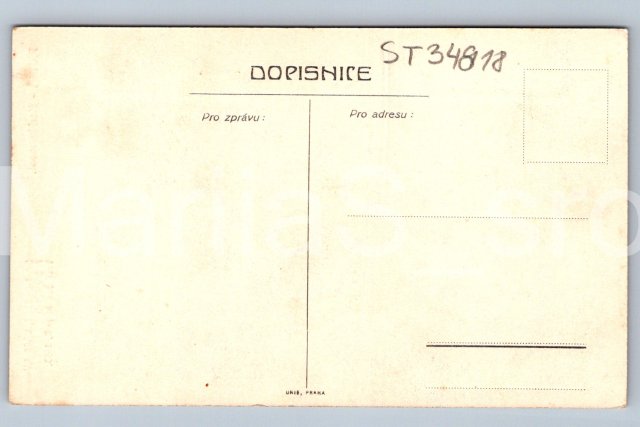 ST34818
DOPISNICE
Pro zprávu:
Pro adresu:
UNIE, PRAHA